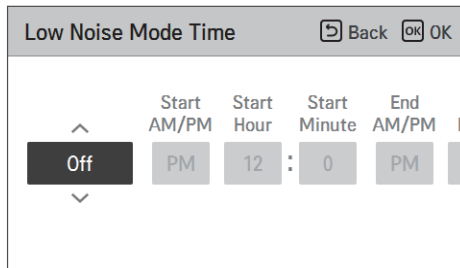 Low Noise Mode Time Back OK OK
Start Start Start End
AM/PM Hour Minute AM/PM
Off PM 12 : 0 PM